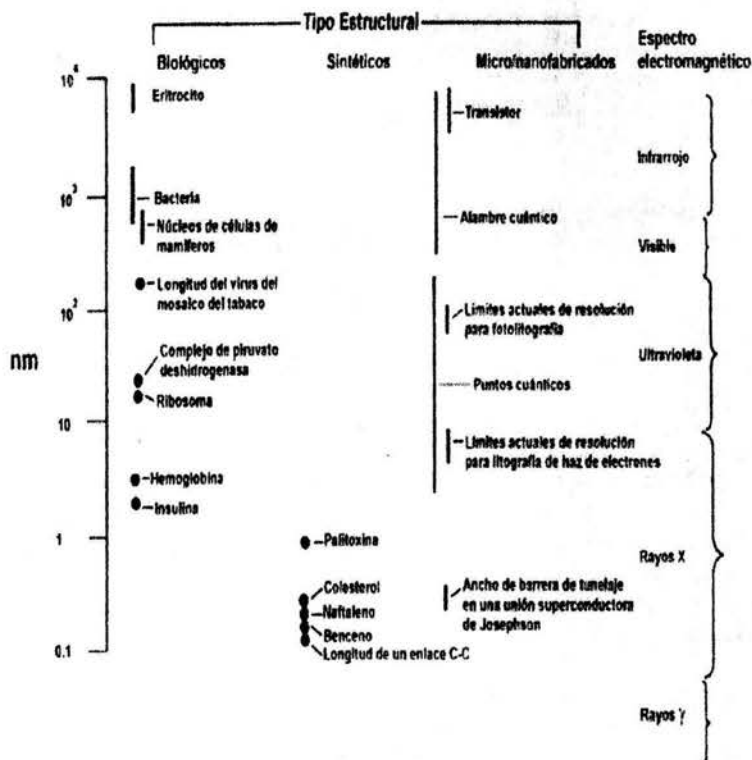 Tipo Estructural
Biológicos
Sintéticos
Micro/nanofabricados
Espectro
electromagnético
nm
10⁴
10³
10²
10
1
0.1
Eritrocito
Bacteria
Núcleos de células de
mamíferos
Longitud del virus del
mosaico del tabaco
Complejo de piruvato
deshidrogenasa
Ribosoma
Hemoglobina
Insulina
Palitoxina
Colesterol
Naftaleno
Benceno
Longitud de un enlace C-C
Transistor
Alambre cuántico
Límites actuales de resolución
para fotolitografía
Puntos cuánticos
Límites actuales de resolución
para litografía de haz de electrones
Ancho de barrera de tunelaje
en una unión superconductora
de Josephson
Infrarrojo
Visible
Ultravioleta
Rayos X
Rayos γ